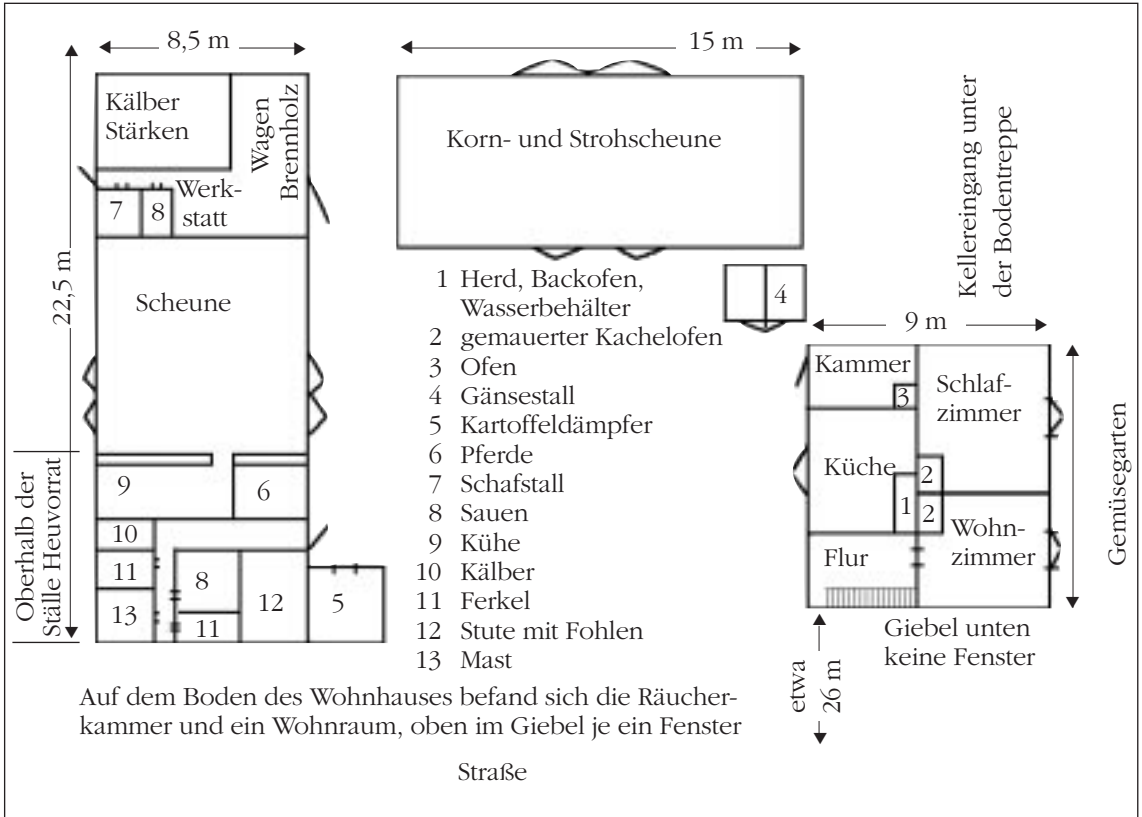 8,5 m
15 m
22,5 m
Kälber
Stärken
Wagen
Brennholz
Werk-
statt
7
8
Scheune
Korn- und Strohscheune
Kellereingang unter
der Bodentreppe
4
1 Herd, Backofen,
Wasserbehälter
2 gemauerter Kachelofen
3 Ofen
4 Gänsestall
5 Kartoffeldämpfer
6 Pferde
7 Schafstall
8 Sauen
9 Kühe
10 Kälber
11 Ferkel
12 Stute mit Fohlen
13 Mast
9 m
Kammer
3
Schlaf-
zimmer
Küche
2
1
2
Wohn-
zimmer
Flur
Gemüsegarten
Giebel unten
keine Fenster
etwa
26 m
Oberhalb der
Ställe Heuvorrat
9
6
10
11
8
12
5
13
11
Auf dem Boden des Wohnhauses befand sich die Räucher-
kammer und ein Wohnraum, oben im Giebel je ein Fenster
Straße